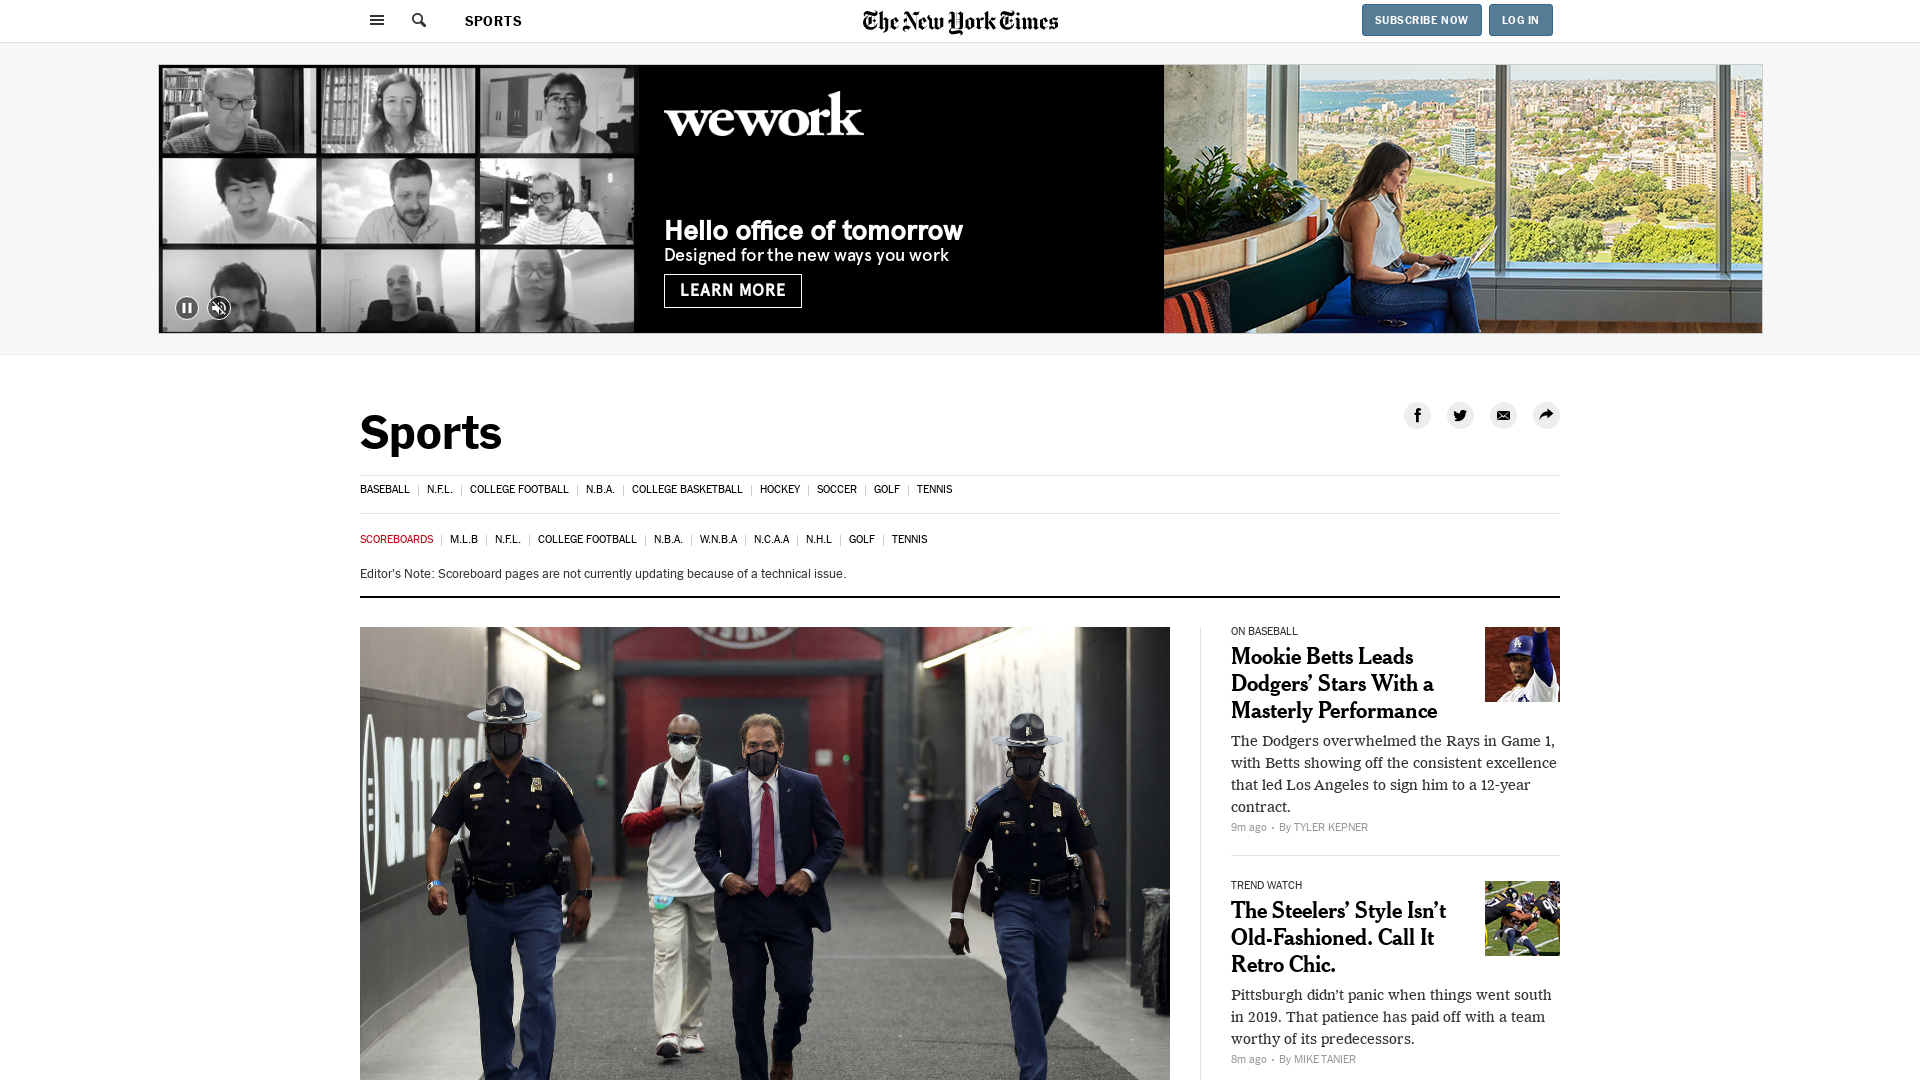 SPORTS
The New York Times
SUBSCRIBE NOW
LOG IN
wework
Hello office of tomorrow
Designed for the new ways you work
LEARN MORE
Sports
BASEBALL | N.F.L. | COLLEGE FOOTBALL | N.B.A. | COLLEGE BASKETBALL | HOCKEY | SOCCER | GOLF | TENNIS
SCOREBOARDS | M.L.B | N.F.L. | COLLEGE FOOTBALL | N.B.A. | W.N.B.A | N.C.A.A | N.H.L | GOLF | TENNIS
Editor's Note: Scoreboard pages are not currently updating because of a technical issue.
ON BASEBALL
Mookie Betts Leads
Dodgers’ Stars With a
Masterly Performance
The Dodgers overwhelmed the Rays in Game 1,
with Betts showing off the consistent excellence
that led Los Angeles to sign him to a 12-year
contract.
9m ago · By TYLER KEPNER
TREND WATCH
The Steelers’ Style Isn’t
Old-Fashioned. Call It
Retro Chic.
Pittsburgh didn’t panic when things went south
in 2019. That patience has paid off with a team
worthy of its predecessors.
8m ago · By MIKE TANIER